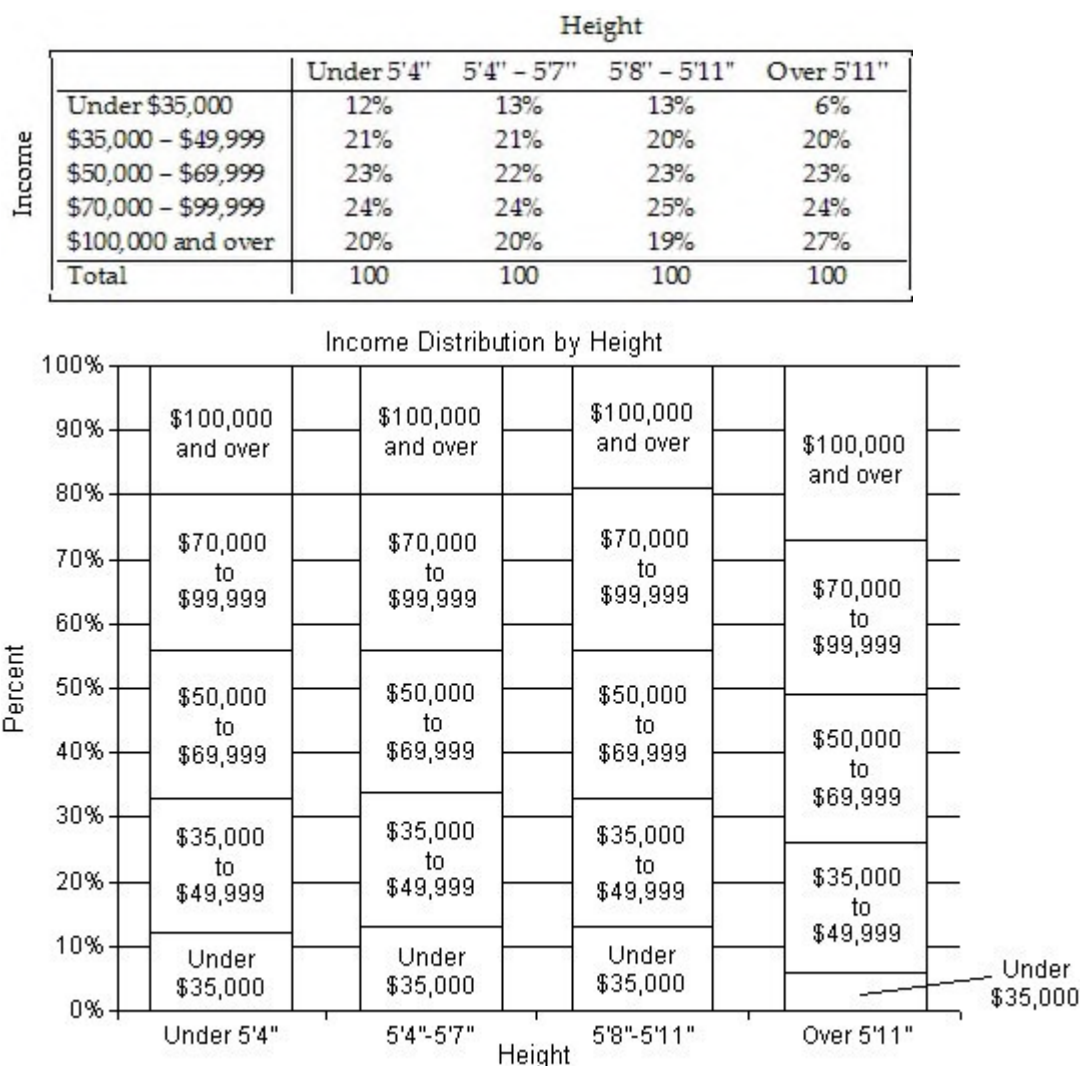 Height
Under 5'4" 5'4" – 5'7" 5'8" – 5'11" Over 5'11"
Income
Under $35,000 12% 13% 13% 6%
$35,000 – $49,999 21% 21% 20% 20%
$50,000 – $69,999 23% 22% 23% 23%
$70,000 – $99,999 24% 24% 25% 24%
$100,000 and over 20% 20% 19% 27%
Total 100 100 100 100
Income Distribution by Height
Percent
100%
90%
80%
70%
60%
50%
40%
30%
20%
10%
0%
$100,000
and over
$70,000
to
$99,999
$50,000
to
$69,999
$35,000
to
$49,999
Under
$35,000
$100,000
and over
$70,000
to
$99,999
$50,000
to
$69,999
$35,000
to
$49,999
Under
$35,000
$100,000
and over
$70,000
to
$99,999
$50,000
to
$69,999
$35,000
to
$49,999
Under
$35,000
$100,000
and over
$70,000
to
$99,999
$50,000
to
$69,999
$35,000
to
$49,999
Under
$35,000
Under 5'4" 5'4"-5'7" 5'8"-5'11" Over 5'11"
Height